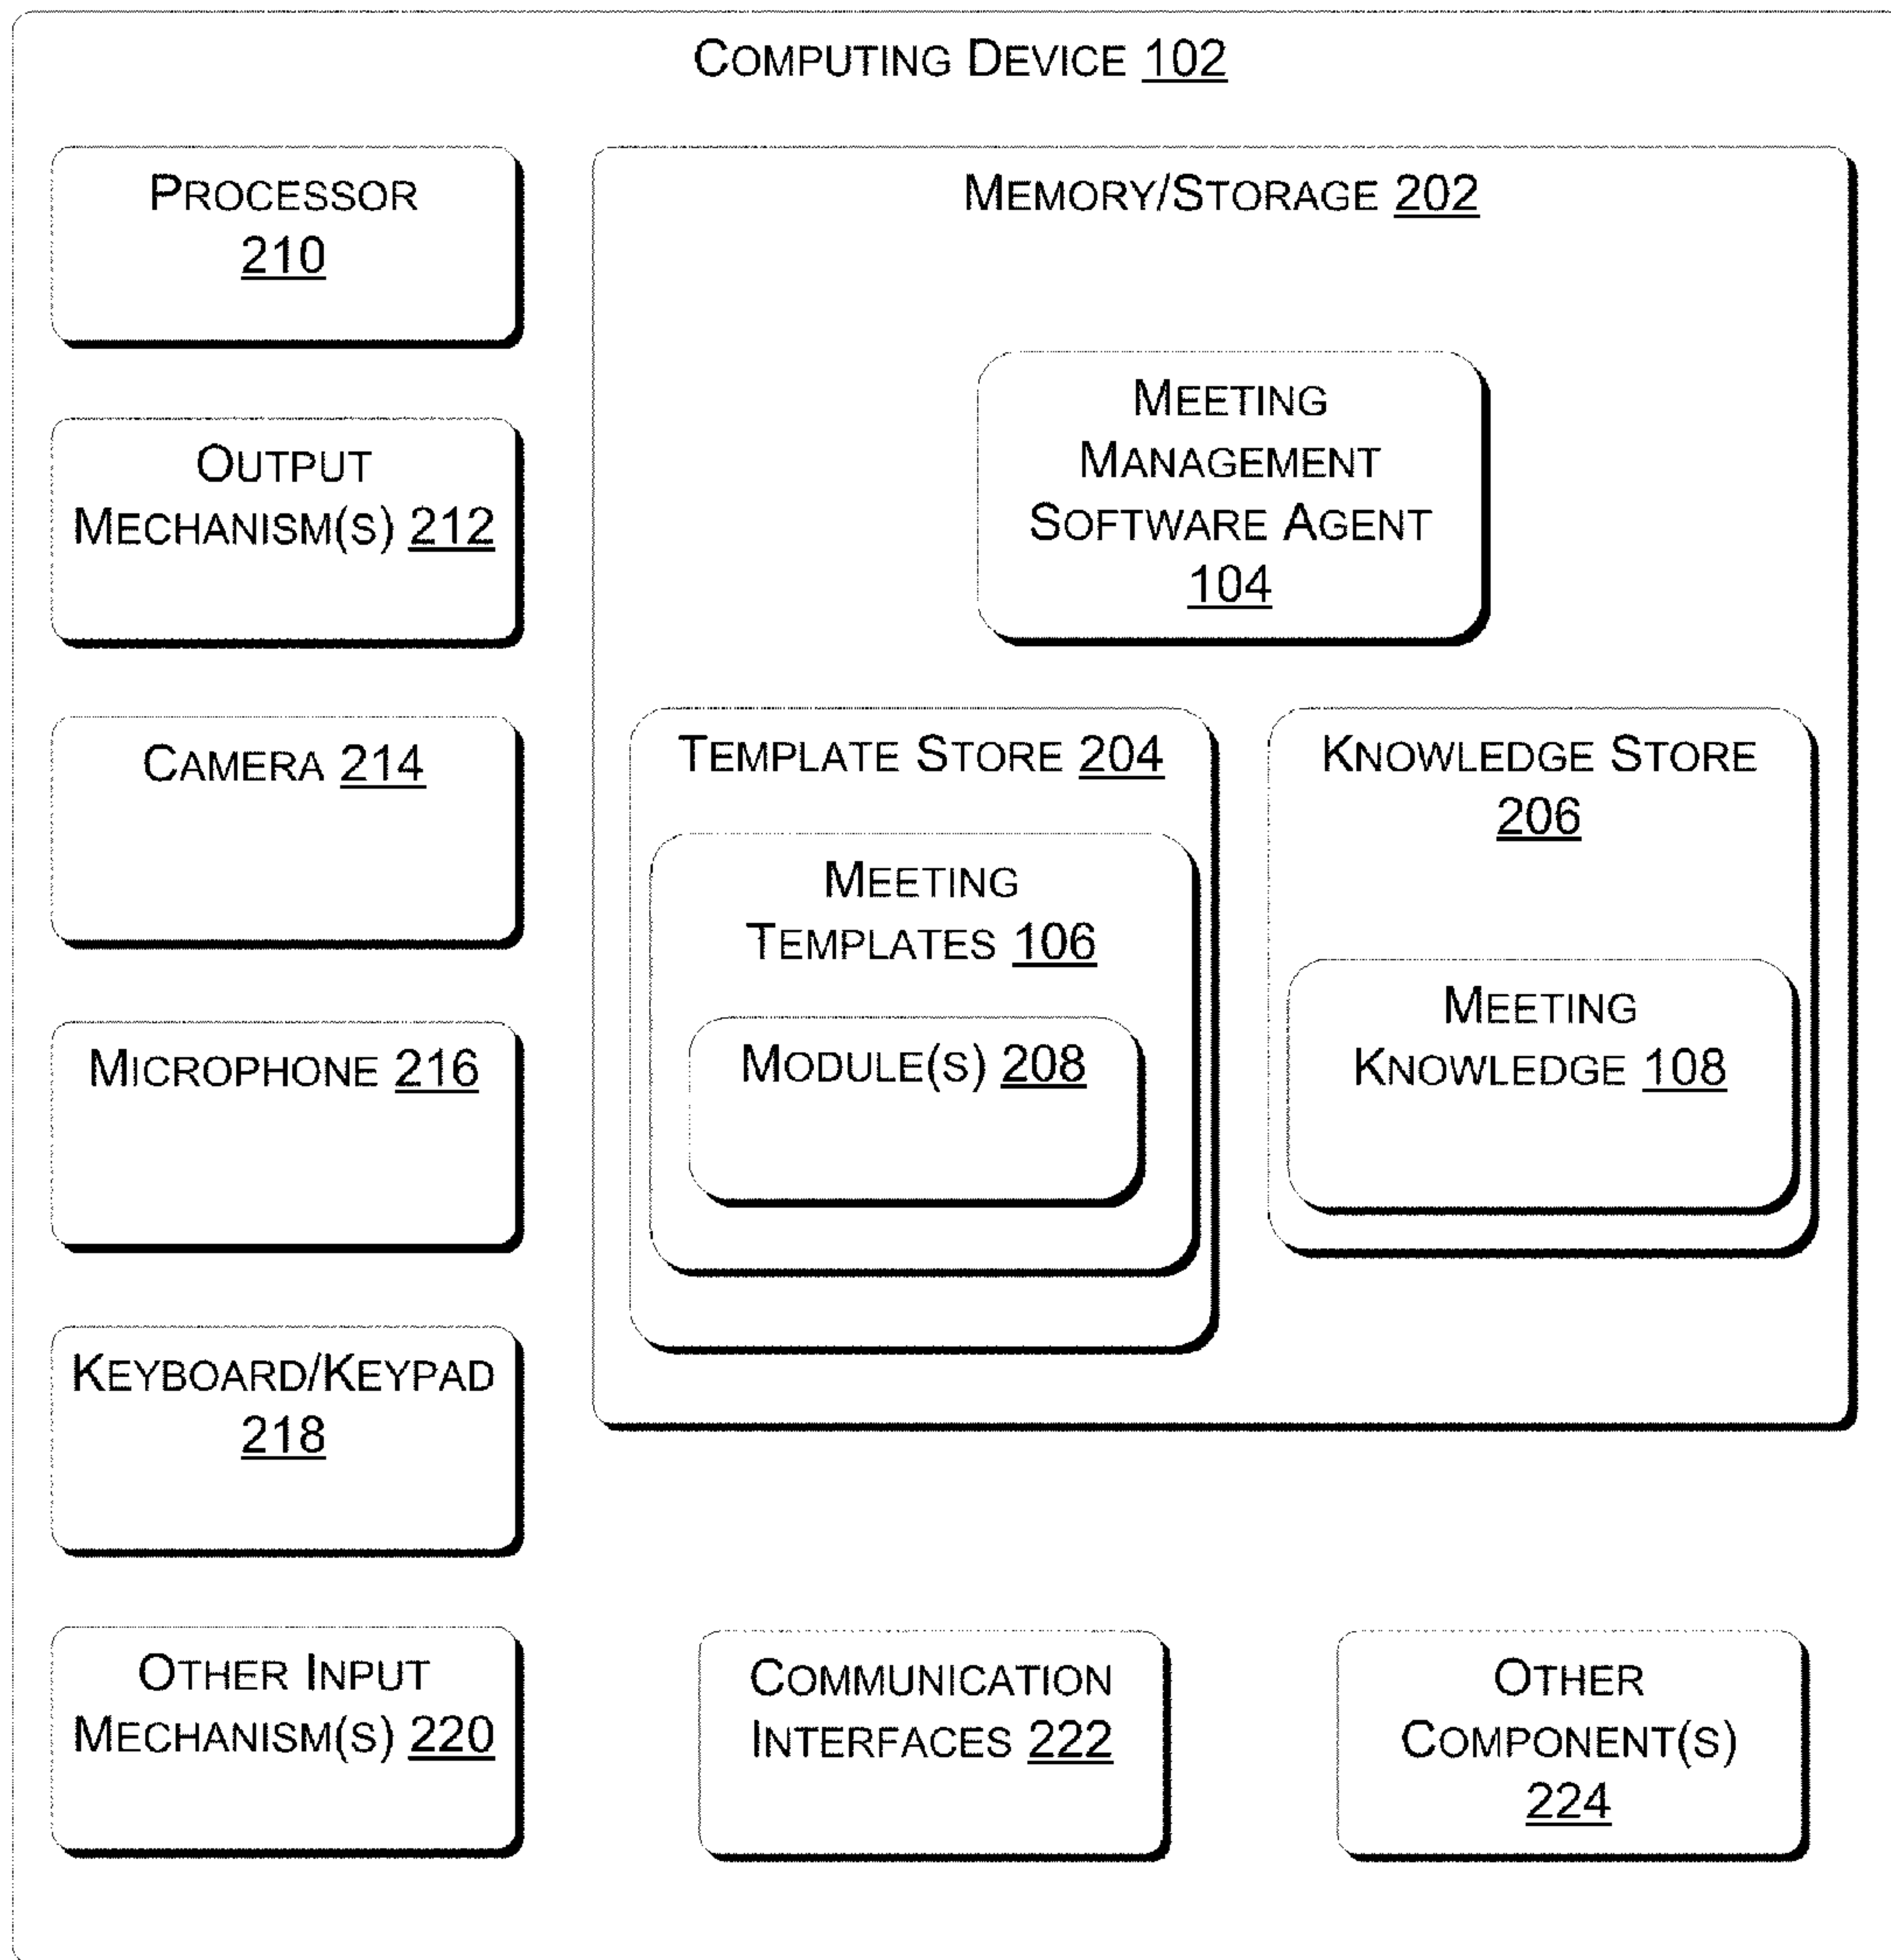 COMPUTING DEVICE 102
PROCESSOR
210
OUTPUT
MECHANISM(S) 212
CAMERA 214
MICROPHONE 216
KEYBOARD/KEYPAD
218
OTHER INPUT
MECHANISM(S) 220
MEMORY/STORAGE 202
MEETING
MANAGEMENT
SOFTWARE AGENT
104
TEMPLATE STORE 204
MEETING
TEMPLATES 106
MODULE(S) 208
KNOWLEDGE STORE
206
MEETING
KNOWLEDGE 108
COMMUNICATION
INTERFACES 222
OTHER
COMPONENT(S)
224